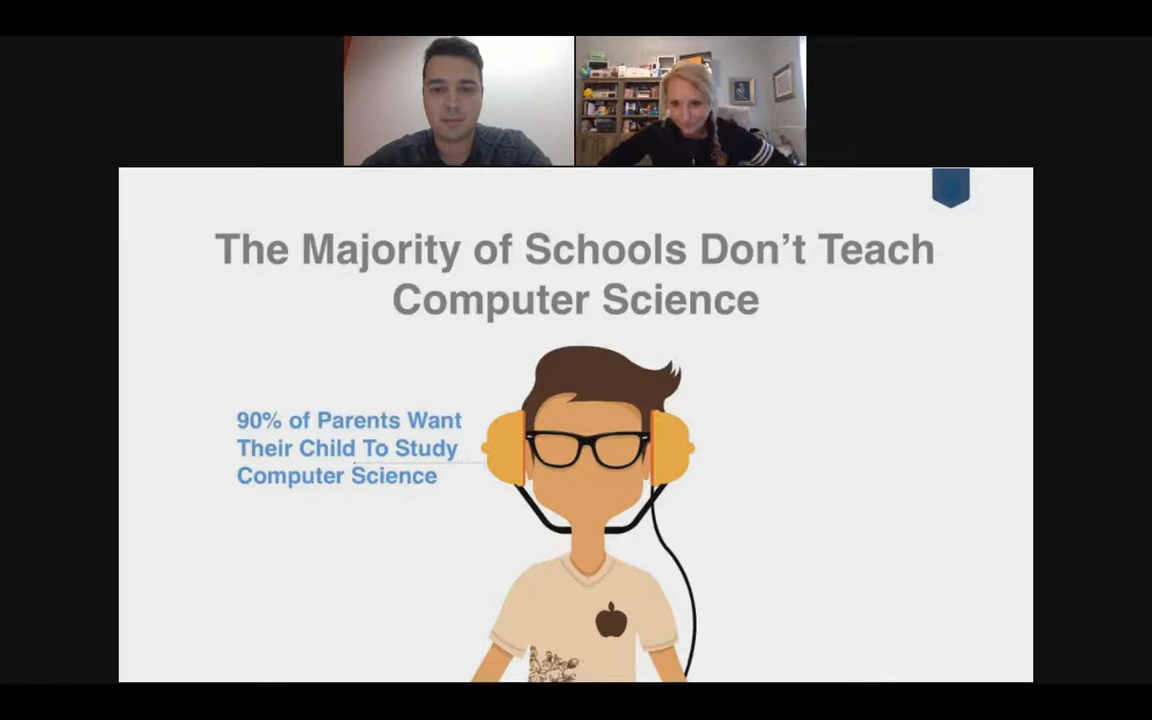 The Majority of Schools Don’t Teach
Computer Science
90% of Parents Want
Their Child To Study
Computer Science